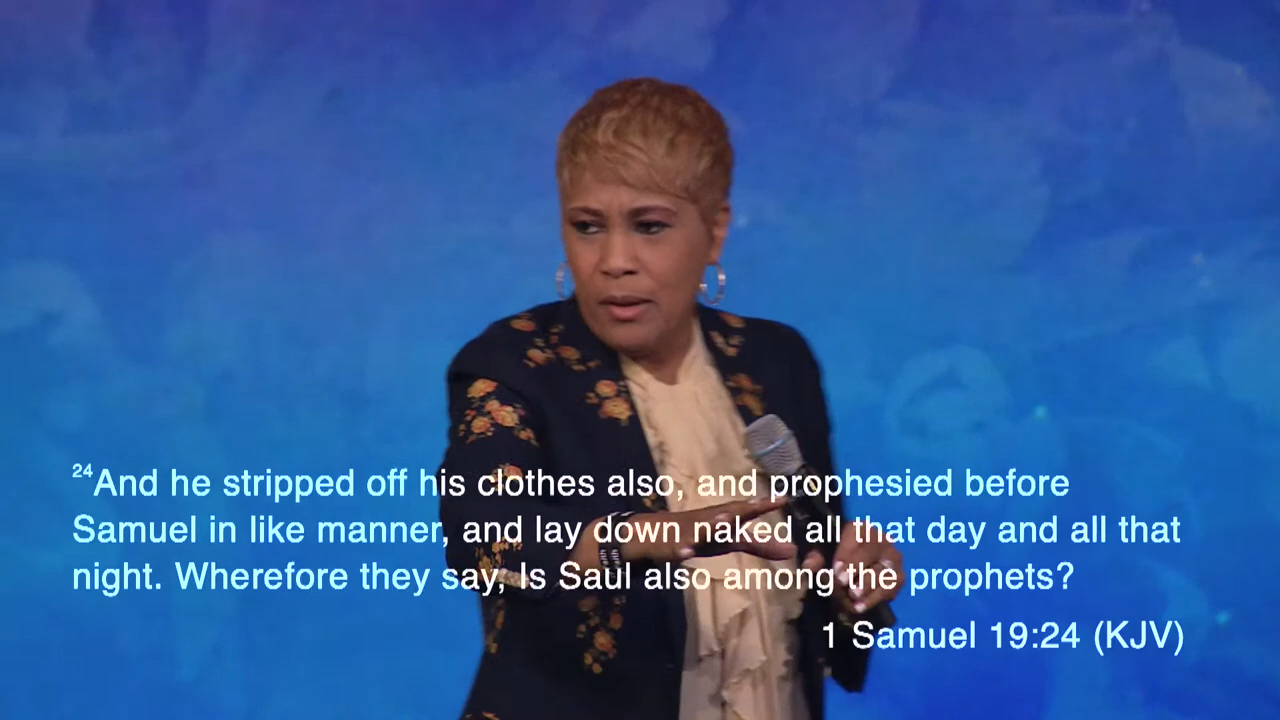 24And he stripped off his clothes also, and prophesied before
Samuel in like manner, and lay down naked all that day and all that
night. Wherefore they say, Is Saul also among the prophets?
1 Samuel 19:24 (KJV)